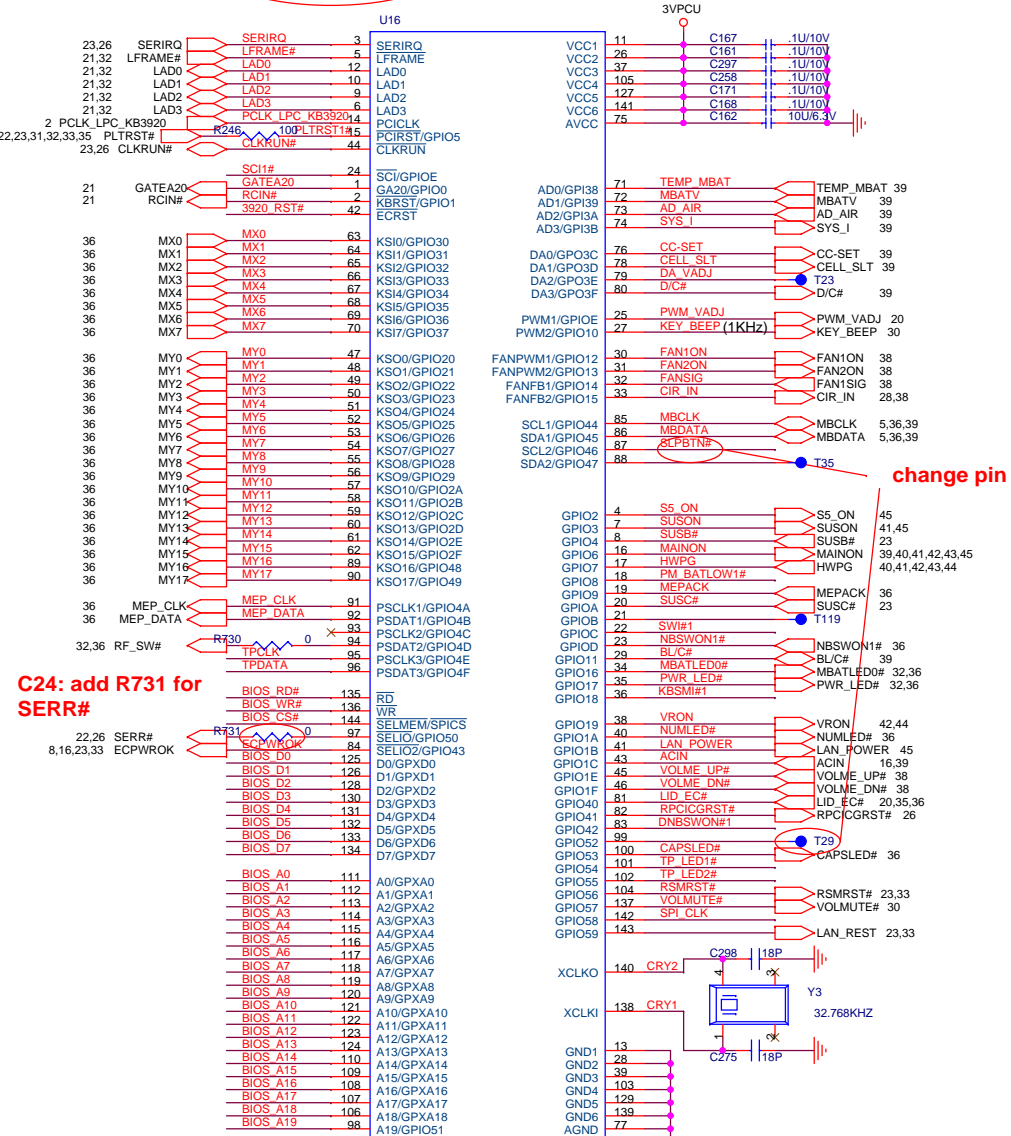 3VPCU
U16
23,26 SERIRQ SERIRQ 3 SERIRQ
21,32 LFRAME# LFRAME# 5 LFRAME
21,32 LAD0 LAD0 12 LAD0
21,32 LAD1 LAD1 10 LAD1
21,32 LAD2 LAD2 9 LAD2
21,32 LAD3 LAD3 6 LAD3
2 PCLK_LPC_KB3920 PCLK_LPC_KB3920 14 PCICLK
22,23,31,32,33,35 PLTRST# R246 100 PLTRST1# 15 PCIRST/GPIO5
23,26 CLKRUN# CLKRUN# 44 CLKRUN
SCI1# 24 SCI/GPIOE
21 GATEA20 GATEA20 1 GA20/GPIO0
21 RCIN# RCIN# 2 KBRST/GPIO1
3920_RST# 42 ECRST
36 MX0 MX0 63 KSI0/GPIO30
36 MX1 MX1 64 KSI1/GPIO31
36 MX2 MX2 65 KSI2/GPIO32
36 MX3 MX3 66 KSI3/GPIO33
36 MX4 MX4 67 KSI4/GPIO34
36 MX5 MX5 68 KSI5/GPIO35
36 MX6 MX6 69 KSI6/GPIO36
36 MX7 MX7 70 KSI7/GPIO37
36 MY0 MY0 47 KSO0/GPIO20
36 MY1 MY1 48 KSO1/GPIO21
36 MY2 MY2 49 KSO2/GPIO22
36 MY3 MY3 50 KSO3/GPIO23
36 MY4 MY4 51 KSO4/GPIO24
36 MY5 MY5 52 KSO5/GPIO25
36 MY6 MY6 53 KSO6/GPIO26
36 MY7 MY7 54 KSO7/GPIO27
36 MY8 MY8 55 KSO8/GPIO28
36 MY9 MY9 56 KSO9/GPIO29
36 MY10 MY10 57 KSO10/GPIO2A
36 MY11 MY11 58 KSO11/GPIO2B
36 MY12 MY12 59 KSO12/GPIO2C
36 MY13 MY13 60 KSO13/GPIO2D
36 MY14 MY14 61 KSO14/GPIO2E
36 MY15 MY15 62 KSO15/GPIO2F
36 MY16 MY16 89 KSO16/GPIO48
36 MY17 MY17 90 KSO17/GPIO49
36 MEP_CLK MEP_CLK 91 PSCLK1/GPIO4A
36 MEP_DATA MEP_DATA 92 PSDAT1/GPIO4B
93 PSCLK2/GPIO4C
32,36 RF_SW# R730 0 94 PSDAT2/GPIO4D
TPCLK 95 PSCLK3/GPIO4E
TPDATA 96 PSDAT3/GPIO4F
C24: add R731 for
SERR#
BIOS_RD# 135 RD
BIOS_WR# 136 WR
BIOS_CS# 144 SELMEM/SPICS
22,26 SERR# R731 0 97 SELIO/GPIO50
8,16,23,33 ECPWROK ECPWROK 84 SELIO2/GPIO43
BIOS_D0 125 D0/GPXD0
BIOS_D1 126 D1/GPXD1
BIOS_D2 128 D2/GPXD2
BIOS_D3 130 D3/GPXD3
BIOS_D4 131 D4/GPXD4
BIOS_D5 132 D5/GPXD5
BIOS_D6 133 D6/GPXD6
BIOS_D7 134 D7/GPXD7
BIOS_A0 111 A0/GPXA0
BIOS_A1 112 A1/GPXA1
BIOS_A2 113 A2/GPXA2
BIOS_A3 114 A3/GPXA3
BIOS_A4 115 A4/GPXA4
BIOS_A5 116 A5/GPXA5
BIOS_A6 117 A6/GPXA6
BIOS_A7 118 A7/GPXA7
BIOS_A8 119 A8/GPXA8
BIOS_A9 120 A9/GPXA9
BIOS_A10 121 A10/GPXA10
BIOS_A11 122 A11/GPXA11
BIOS_A12 123 A12/GPXA12
BIOS_A13 124 A13/GPXA13
BIOS_A14 110 A14/GPXA14
BIOS_A15 109 A15/GPXA15
BIOS_A16 108 A16/GPXA16
BIOS_A17 107 A17/GPXA17
BIOS_A18 106 A18/GPXA18
BIOS_A19 98 A19/GPIO51
VCC1 11 C167 .1U/10V
VCC2 26 C161 .1U/10V
VCC3 37 C297 .1U/10V
VCC4 105 C258 .1U/10V
VCC5 127 C171 .1U/10V
VCC6 141 C168 .1U/10V
AVCC 75 C162 10U/6.3V
AD0/GPI38 71 TEMP_MBAT TEMP_MBAT 39
AD1/GPI39 72 MBATV MBATV 39
AD2/GPI3A 73 AD_AIR AD_AIR 39
AD3/GPI3B 74 SYS_I SYS_I 39
DA0/GPO3C 76 CC-SET CC-SET 39
DA1/GPO3D 78 CELL_SLT CELL_SLT 39
DA2/GPO3E 79 DA_VADJ T23
DA3/GPO3F 80 D/C# D/C# 39
PWM1/GPIOE 25 PWM_VADJ PWM_VADJ 20
PWM2/GPIO10 27 KEY_BEEP (1KHz) KEY_BEEP 30
FANPWM1/GPIO12 30 FAN1ON FAN1ON 38
FANPWM2/GPIO13 31 FAN2ON FAN2ON 38
FANFB1/GPIO14 32 FANSIG FAN1SIG 38
FANFB2/GPIO15 33 CIR_IN CIR_IN 28,38
SCL1/GPIO44 85 MBCLK MBCLK 5,36,39
SDA1/GPIO45 86 MBDATA MBDATA 5,36,39
SCL2/GPIO46 87 SLPBTN#
SDA2/GPIO47 88 T35
change pin
GPIO2 4 S5_ON S5_ON 45
GPIO3 7 SUSON SUSON 41,45
GPIO4 8 SUSB# SUSB# 23
GPIO6 16 MAINON MAINON 39,40,41,42,43,45
GPIO7 17 HWPG HWPG 40,41,42,43,44
GPIO8 18 PM_BATLOW1#
GPIO9 19 MEPACK MEPACK 36
GPIOA 20 SUSC# SUSC# 23
GPIOB 21 T119
GPIOC 22 SWI#1
GPIOD 23 NBSWON1# NBSWON1# 36
GPIO11 29 BL/C# BL/C# 39
GPIO16 34 MBATLED0# MBATLED0# 32,36
GPIO17 35 PWR_LED# PWR_LED# 32,36
GPIO18 36 KBSMI#1
GPIO19 38 VRON VRON 42,44
GPIO1A 40 NUMLED# NUMLED# 36
GPIO1B 41 LAN_POWER LAN_POWER 45
GPIO1C 43 ACIN ACIN 16,39
GPIO1E 45 VOLME_UP# VOLME_UP# 38
GPIO1F 46 VOLME_DN# VOLME_DN# 38
GPIO40 81 LID_EC# LID_EC# 20,35,36
GPIO41 82 RPCICGRST# RPCICGRST# 26
GPIO42 83 DNBSWON#1
GPIO52 99 T29
GPIO53 100 CAPSLED# CAPSLED# 36
GPIO54 101 TP_LED1#
GPIO55 102 TP_LED2#
GPIO56 104 RSMRST# RSMRST# 23,33
GPIO57 137 VOLMUTE# VOLMUTE# 30
GPIO58 142 SPI_CLK
GPIO59 143 LAN_REST 23,33
XCLKO 140 CRY2 C298 18P
4 3
Y3
XCLKI 138 CRY1 32.768KHZ
1 2
C275 18P
GND1 13
GND2 28
GND3 39
GND4 103
GND5 129
GND6 139
AGND 77